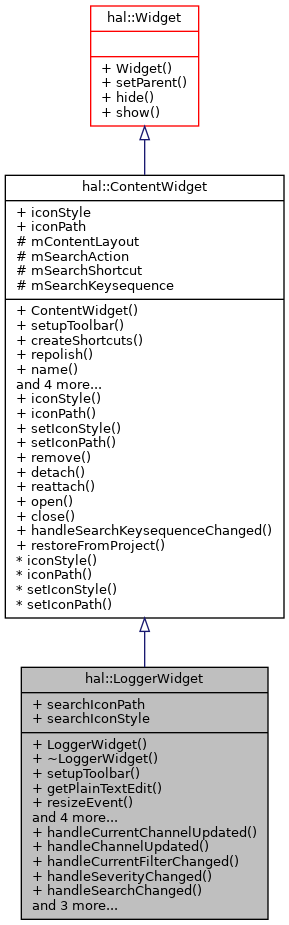 hal::Widget
+ Widget()
+ setParent()
+ hide()
+ show()
hal::ContentWidget
+ iconStyle
+ iconPath
# mContentLayout
# mSearchAction
# mSearchShortcut
# mSearchKeysequence
+ ContentWidget()
+ setupToolbar()
+ createShortcuts()
+ repolish()
+ name()
and 4 more...
+ iconStyle()
+ iconPath()
+ setIconStyle()
+ setIconPath()
+ remove()
+ detach()
+ reattach()
+ open()
+ close()
+ handleSearchKeysequenceChanged()
+ restoreFromProject()
* iconStyle()
* iconPath()
* setIconStyle()
* setIconPath()
hal::LoggerWidget
+ searchIconPath
+ searchIconStyle
+ LoggerWidget()
+ ~LoggerWidget()
+ setupToolbar()
+ getPlainTextEdit()
+ resizeEvent()
and 4 more...
+ handleCurrentChannelUpdated()
+ handleChannelUpdated()
+ handleCurrentFilterChanged()
+ handleSeverityChanged()
+ handleSearchChanged()
and 3 more...